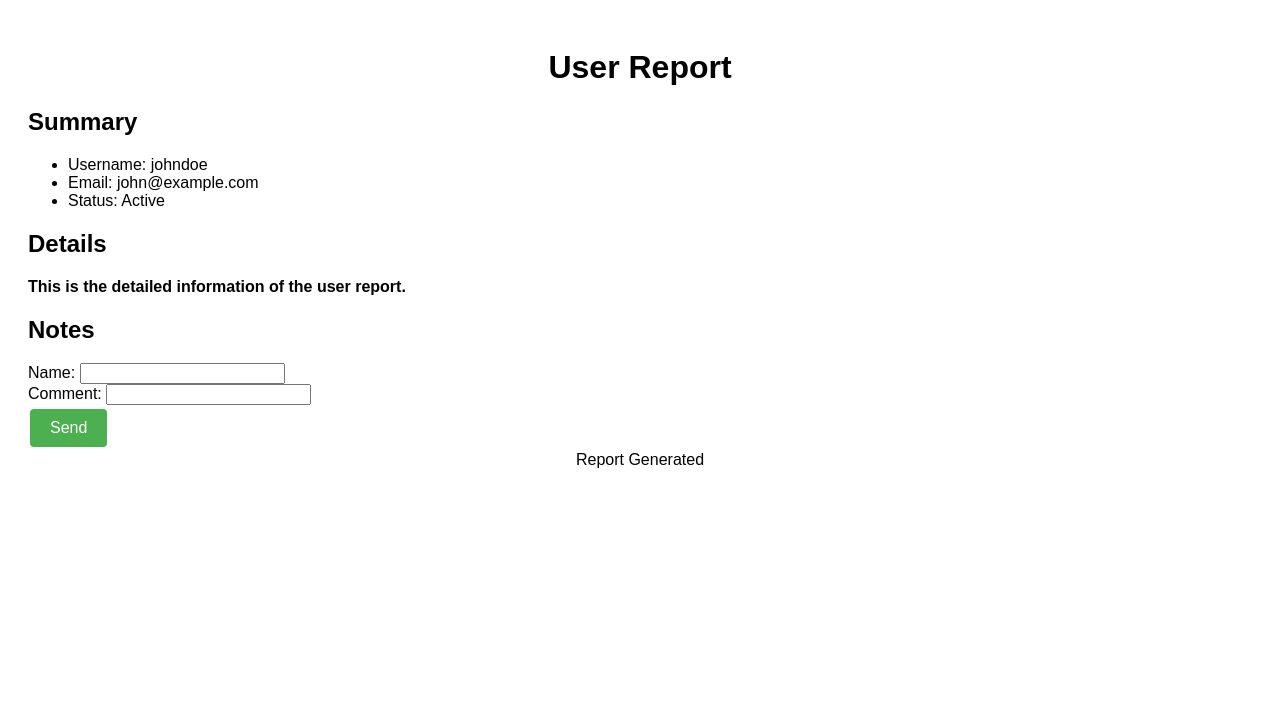 User Report
Summary
Username: johndoe
Email: john@example.com
Status: Active
Details
This is the detailed information of the user report.
Notes
Name:
Comment:
Send
Report Generated